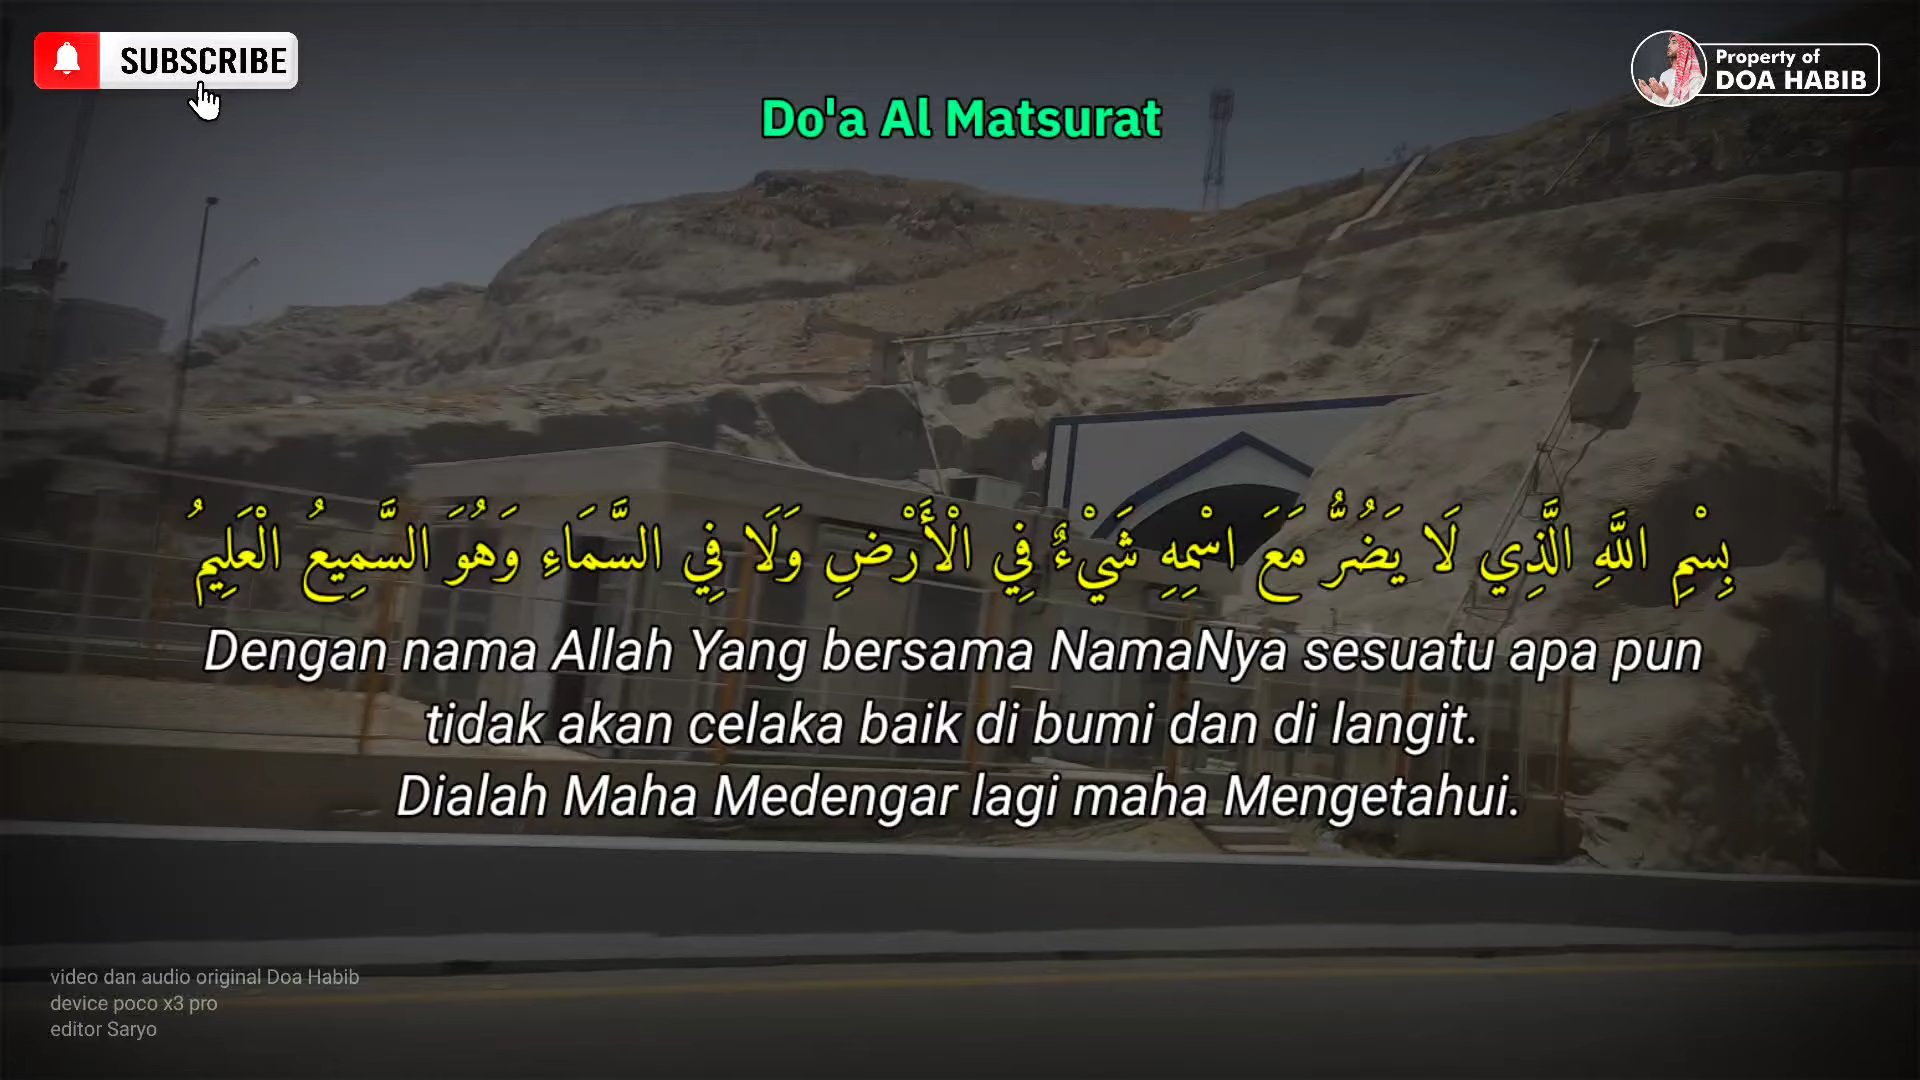 SUBSCRIBE
Property of
DOA HABIB
Do'a Al Matsurat
بِسْمِ اللَّهِ الَّذِي لَا يَضُرُّ مَعَ اسْمِهِ شَيْءٌ فِي الْأَرْضِ وَلَا فِي السَّمَاءِ وَهُوَ السَّمِيعُ الْعَلِيمُ
Dengan nama Allah Yang bersama NamaNya sesuatu apa pun
tidak akan celaka baik di bumi dan di langit.
Dialah Maha Medengar lagi maha Mengetahui.
video dan audio original Doa Habib
device poco x3 pro
editor Saryo